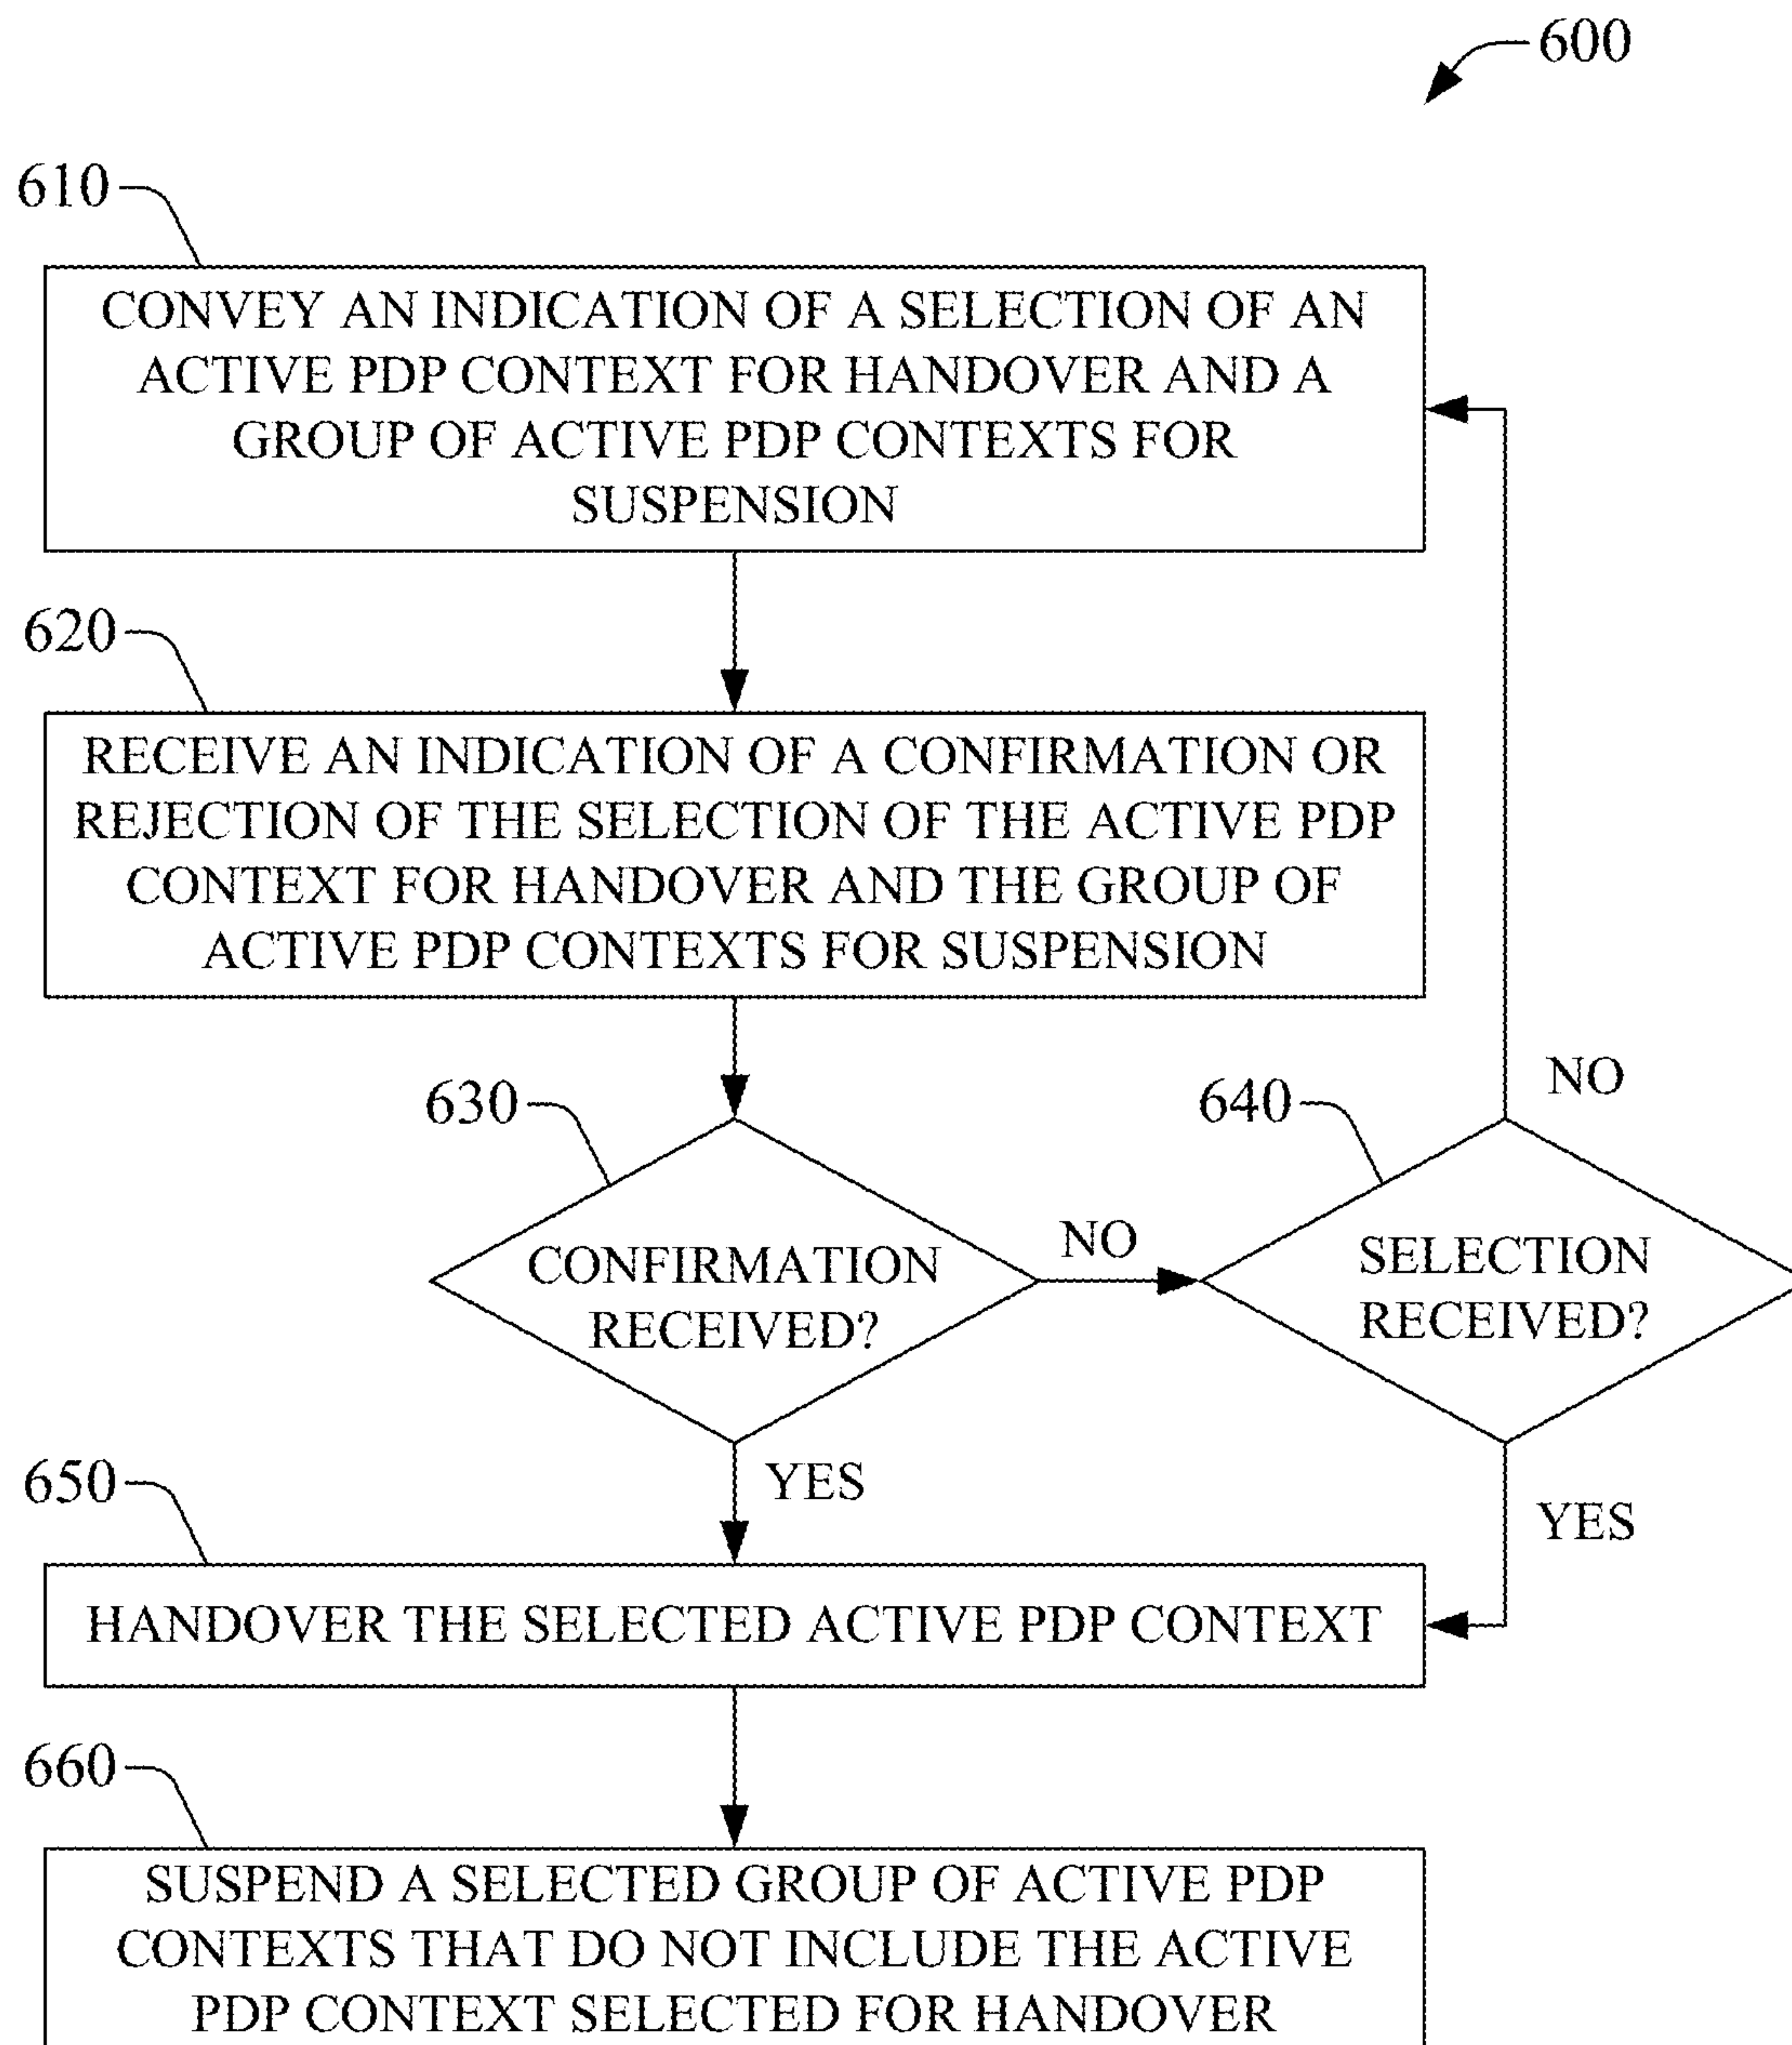 600
610
CONVEY AN INDICATION OF A SELECTION OF AN
ACTIVE PDP CONTEXT FOR HANDOVER AND A
GROUP OF ACTIVE PDP CONTEXTS FOR
SUSPENSION
620
RECEIVE AN INDICATION OF A CONFIRMATION OR
REJECTION OF THE SELECTION OF THE ACTIVE PDP
CONTEXT FOR HANDOVER AND THE GROUP OF
ACTIVE PDP CONTEXTS FOR SUSPENSION
630
CONFIRMATION
RECEIVED?
NO
640
SELECTION
RECEIVED?
NO
YES
YES
650
HANDOVER THE SELECTED ACTIVE PDP CONTEXT
660
SUSPEND A SELECTED GROUP OF ACTIVE PDP
CONTEXTS THAT DO NOT INCLUDE THE ACTIVE
PDP CONTEXT SELECTED FOR HANDOVER